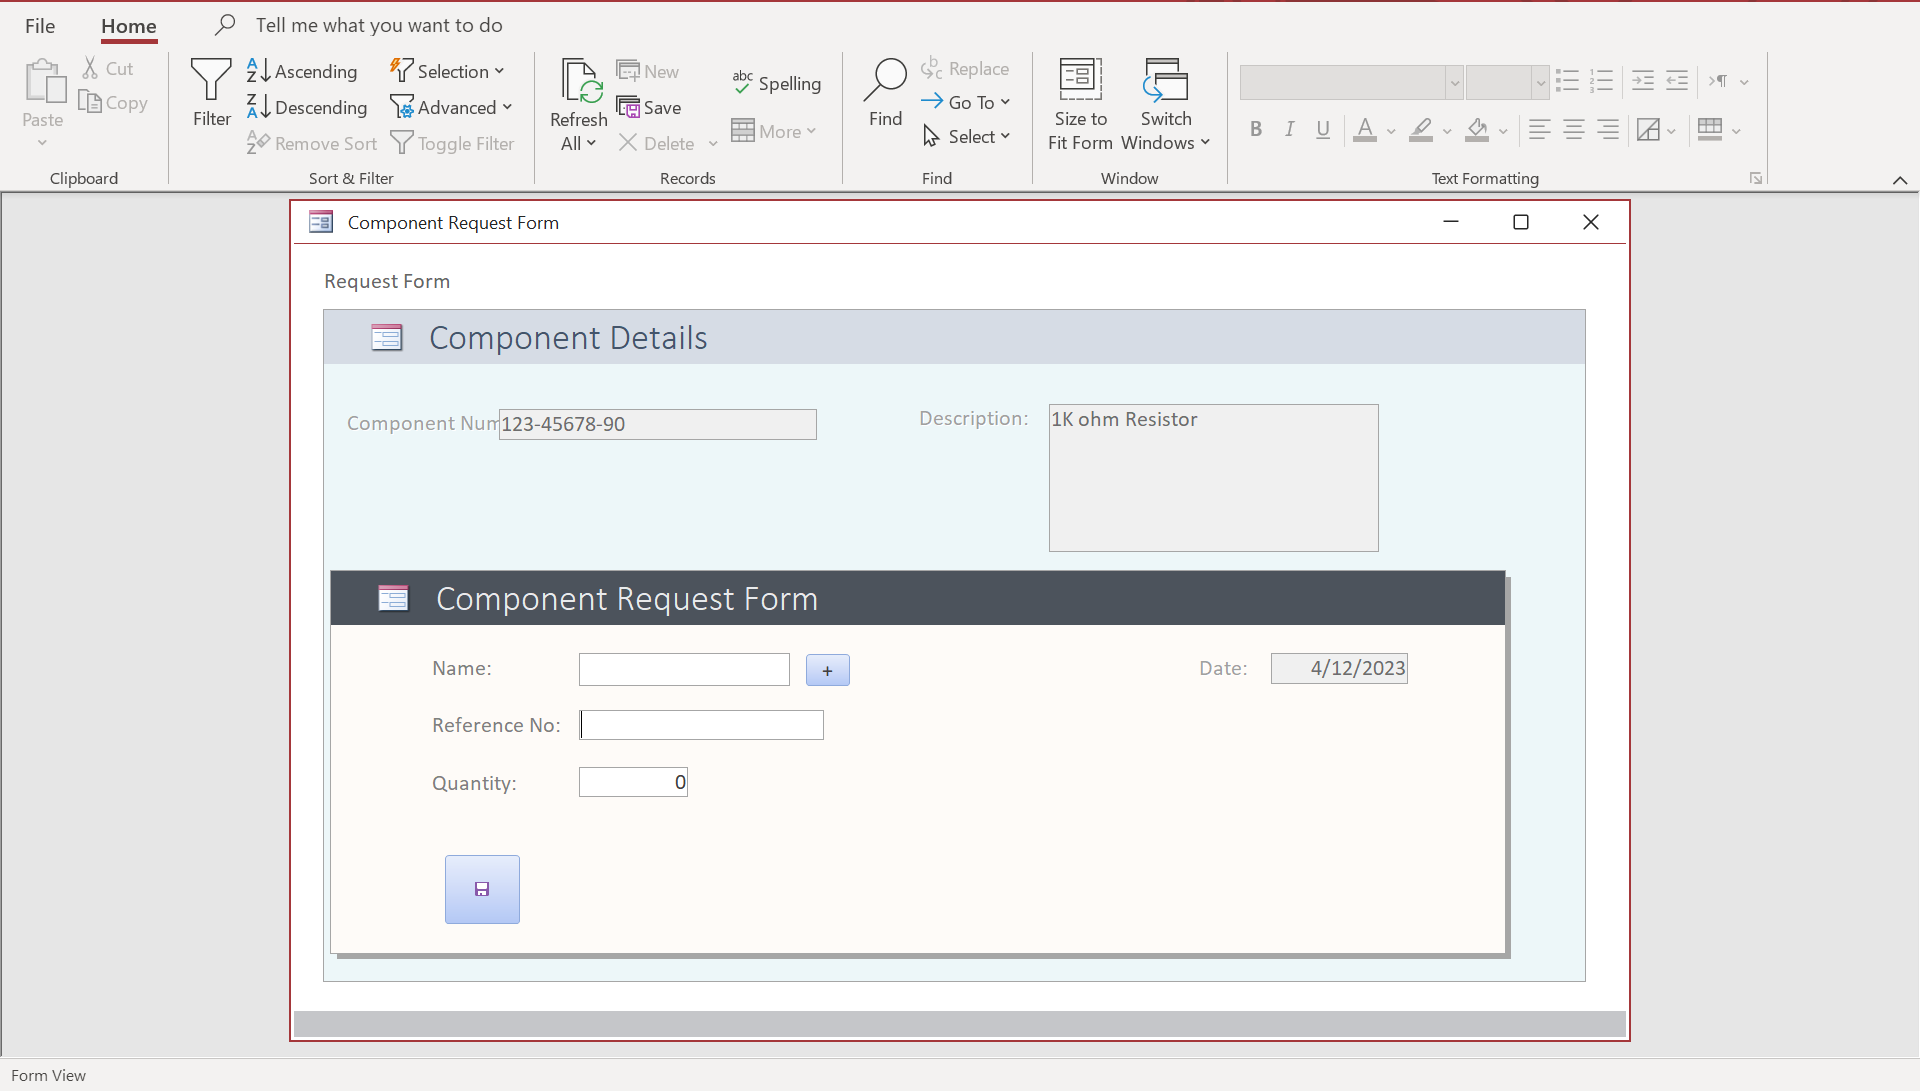 File Home Tell me what you want to do
Paste
Cut
Copy
Clipboard
Filter
Ascending
Descending
Remove Sort
Selection
Advanced
Toggle Filter
Sort & Filter
Refresh
All
New
Save
Delete
abc Spelling
More
Records
Find
Replace
Go To
Select
Find
Size to
Fit Form
Switch
Windows
Window
B I U A
Text Formatting
Component Request Form
Request Form
Component Details
Component Num 123-45678-90
Description: 1K ohm Resistor
Component Request Form
Name: + Date: 4/12/2023
Reference No:
Quantity: 0
Form View